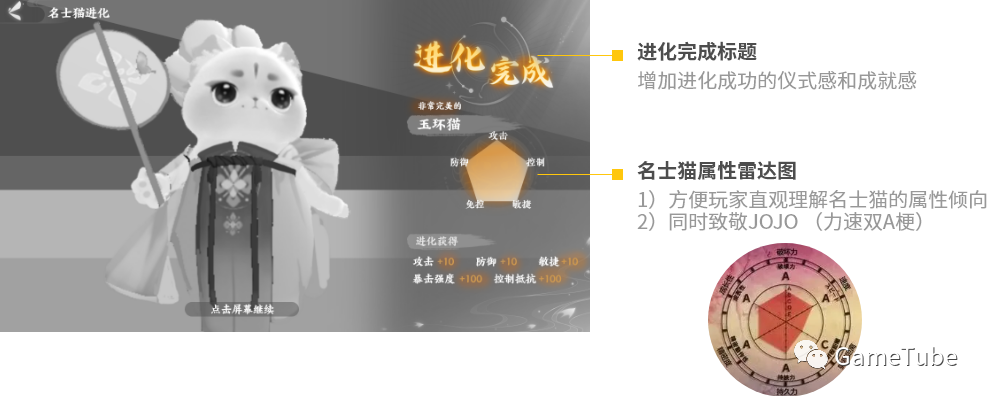 名士猫进化
进化完成
非常完美的
玉环猫
攻击
防御
控制
免控
敏捷
进化获得
攻击 +10 防御 +10 敏捷 +10
暴击强度 +100 控制抵抗 +100
点击屏幕继续
进化完成标题
增加进化成功的仪式感和成就感
名士猫属性雷达图
1）方便玩家直观理解名士猫的属性倾向
2）同时致敬JOJO （力速双A梗）
破坏力
A
A
A
A
C
A
持久力
GameTube